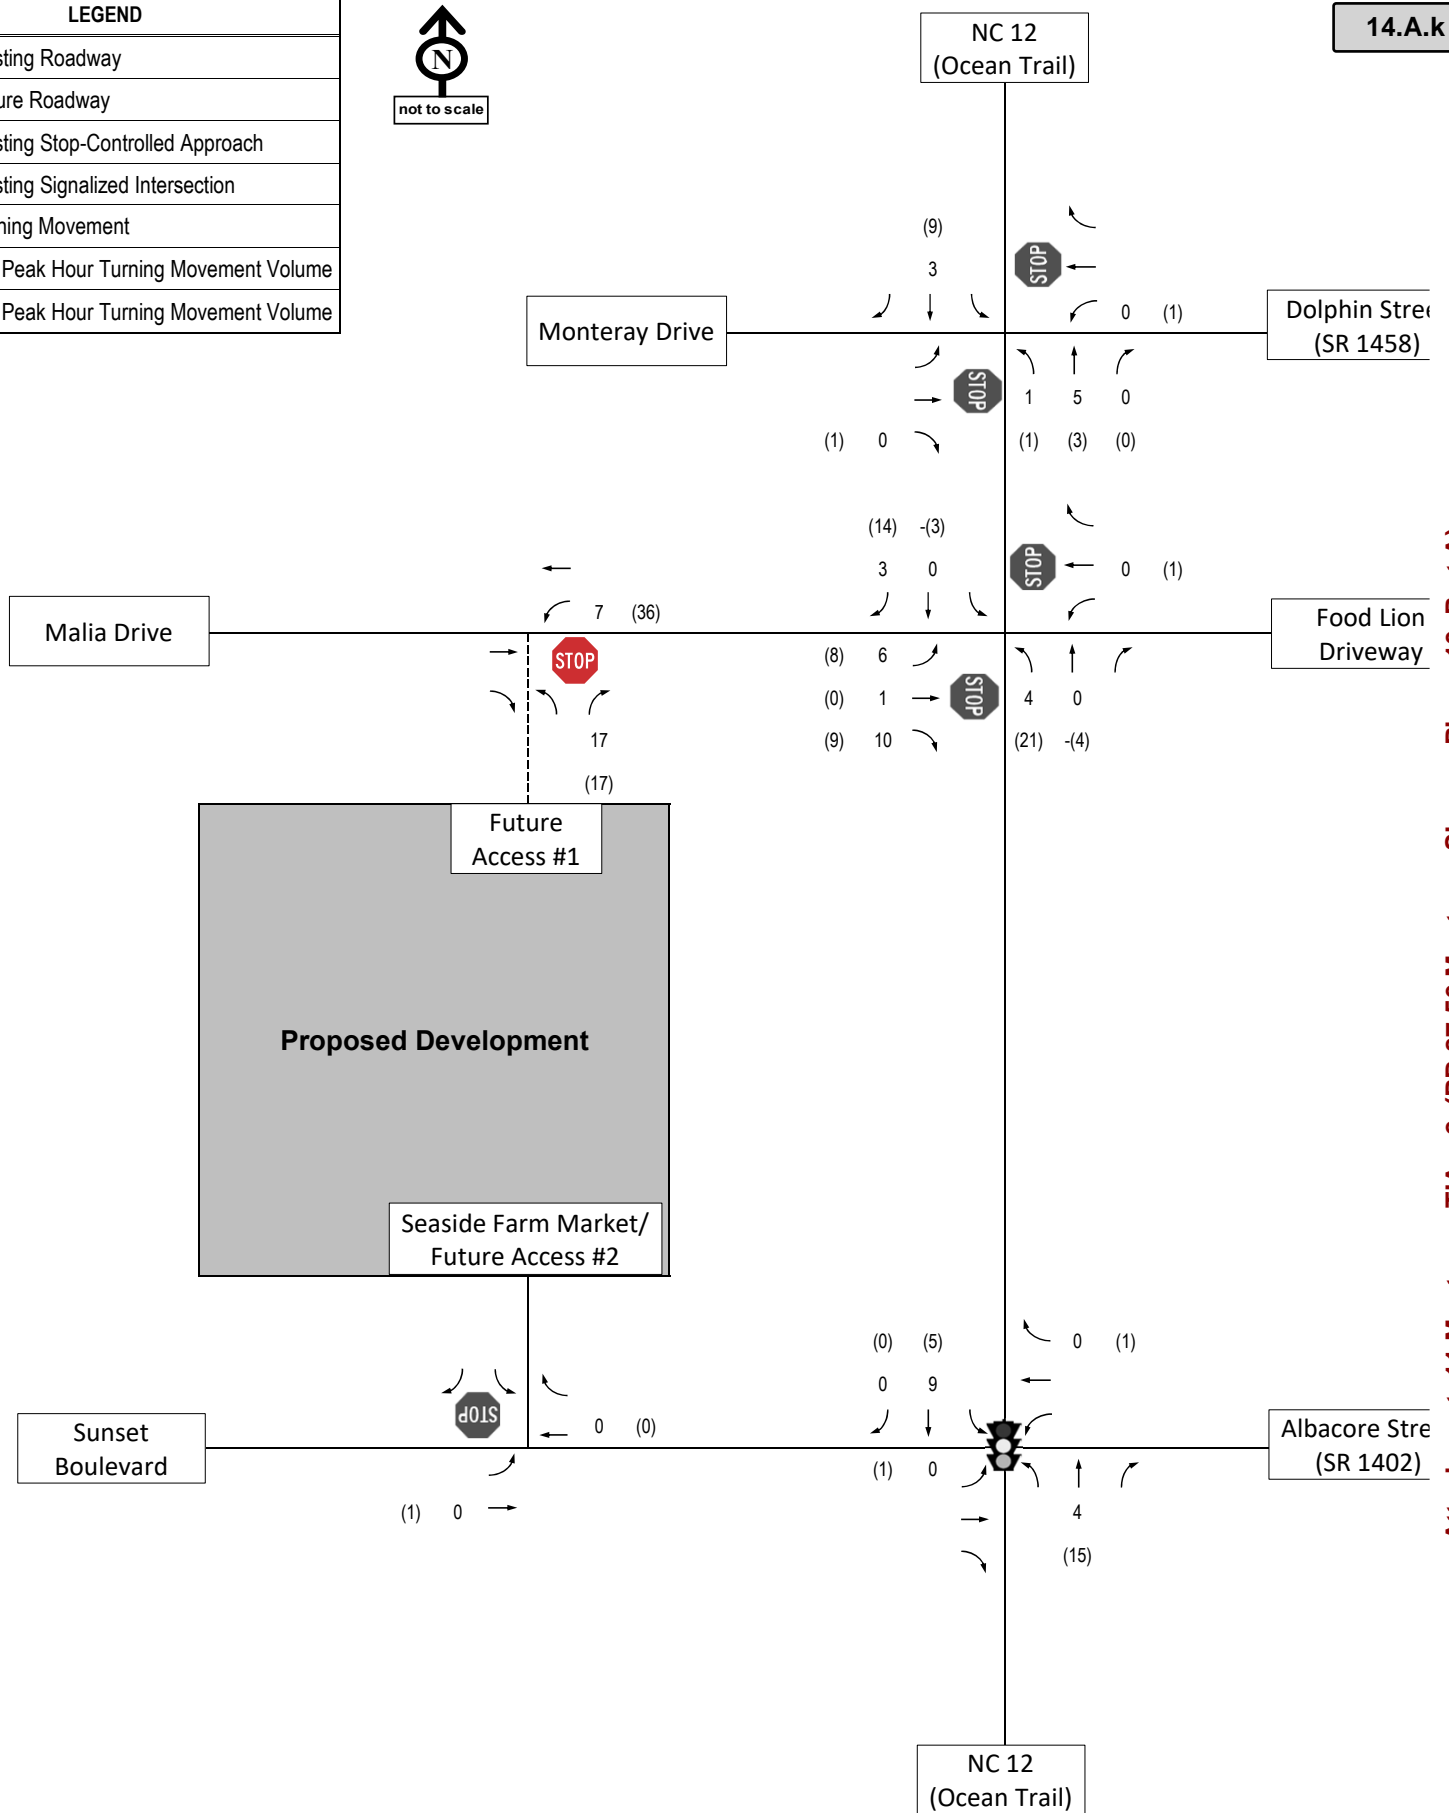 LEGEND
sting Roadway
ure Roadway
sting Stop-Controlled Approach
sting Signalized Intersection
ning Movement
Peak Hour Turning Movement Volume
Peak Hour Turning Movement Volume
N
not to scale
NC 12
(Ocean Trail)
14.A.k
(9)
3
STOP
0 (1)
Monteray Drive
Dolphin Stree
(SR 1458)
STOP
1 5 0
(1) 0
(1) (3) (0)
(14) -(3)
3 0
STOP
0 (1)
7 (36)
Malia Drive
Food Lion
Driveway
STOP
(8) 6
(0) 1
STOP
4 0
(9) 10
(21) -(4)
17
(17)
Future
Access #1
Proposed Development
Seaside Farm Market/
Future Access #2
(0) (5)
0 9
0 (1)
STOP
0 (0)
Sunset
Boulevard
Albacore Stre
(SR 1402)
(1) 0
(1) 0
4
(15)
NC 12
(Ocean Trail)